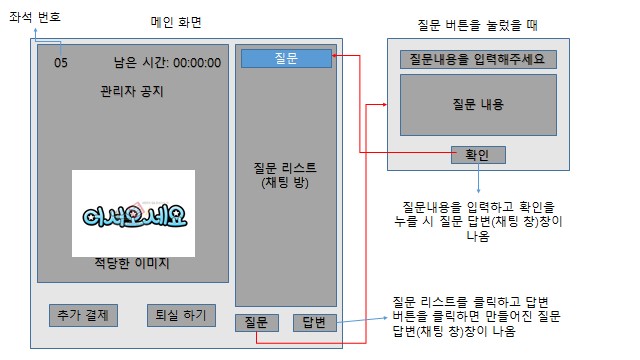 좌석 번호
메인 화면
05
남은 시간: 00:00:00
관리자 공지
어서오세요
적당한 이미지
추가 결제
퇴실 하기
질문
질문 리스트
(채팅 방)
질문
답변
질문 버튼을 눌렀을 때
질문내용을 입력해주세요
질문 내용
확인
질문내용을 입력하고 확인을
누를 시 질문 답변(채팅 창)창이
나옴
질문 리스트를 클릭하고 답변
버튼을 클릭하면 만들어진 질문
답변(채팅 창)창이 나옴